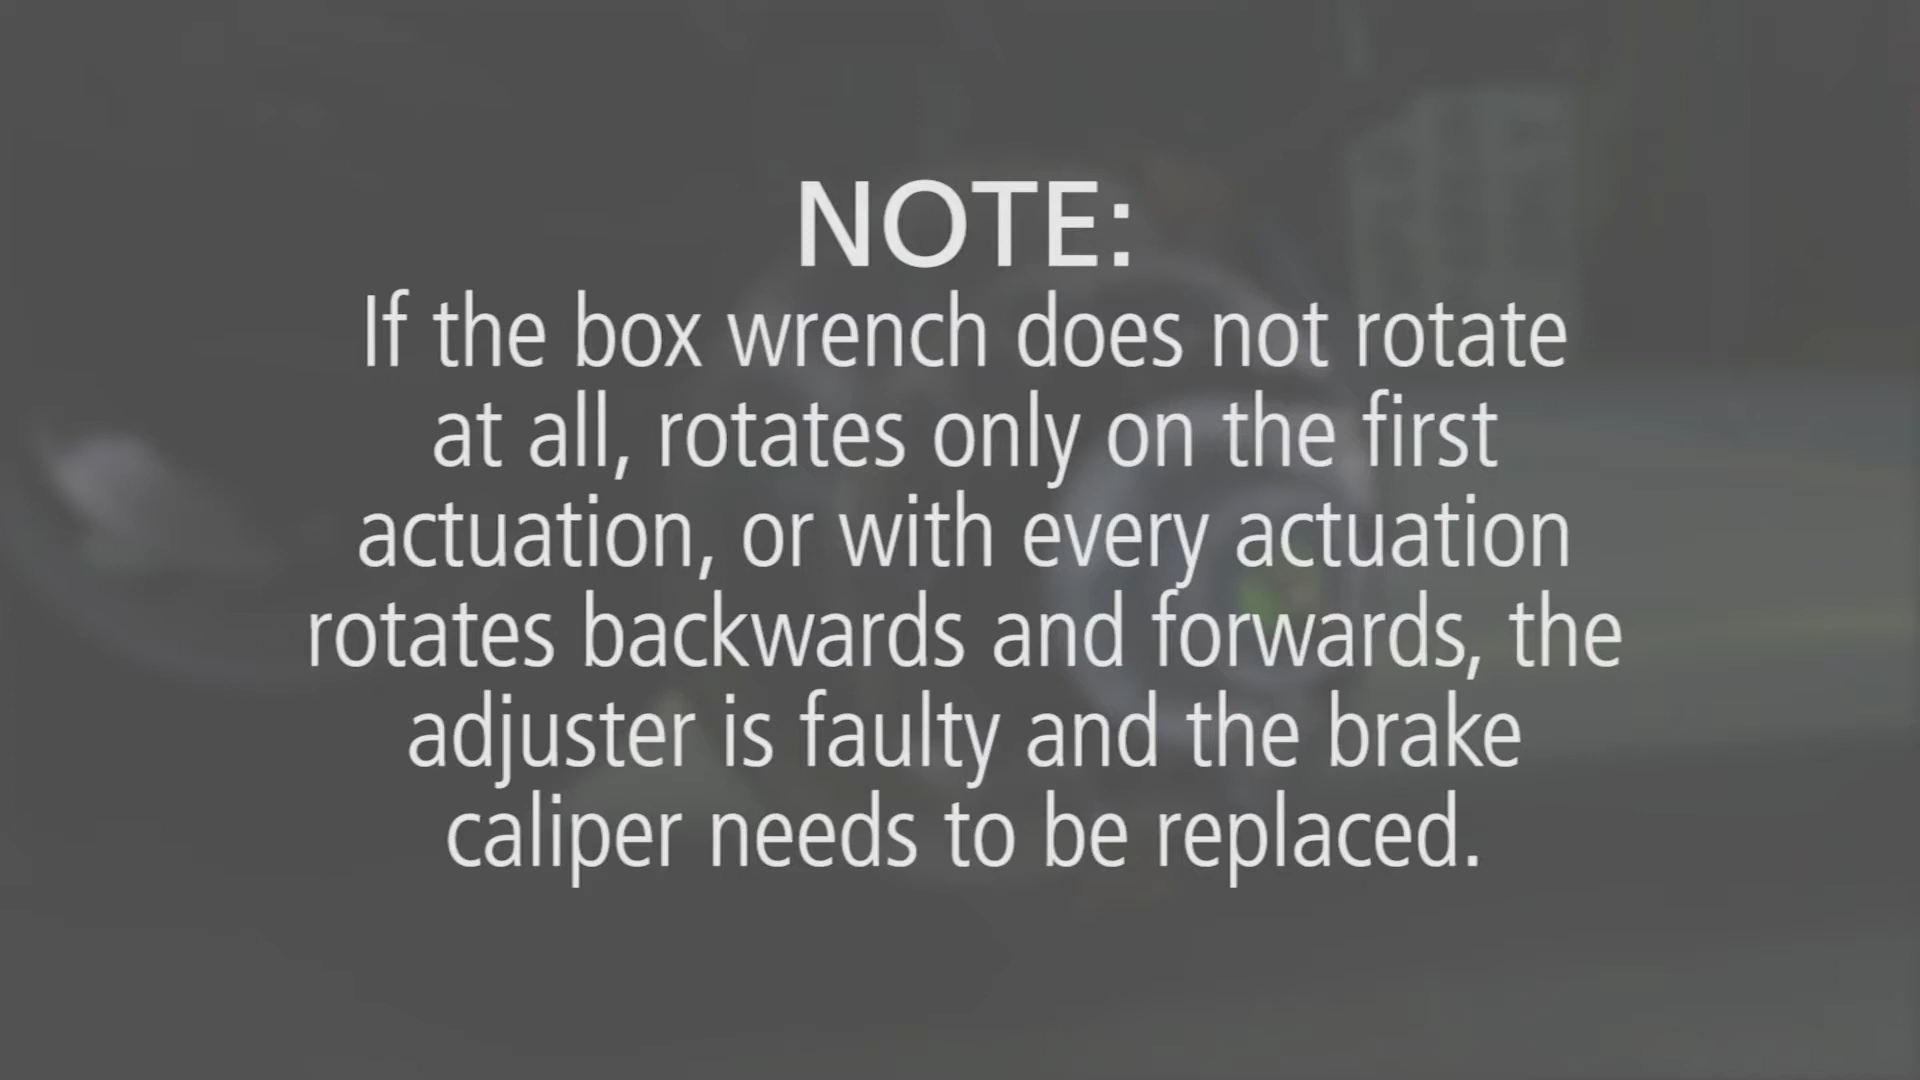 NOTE:
If the box wrench does not rotate
at all, rotates only on the first
actuation, or with every actuation
rotates backwards and forwards, the
adjuster is faulty and the brake
caliper needs to be replaced.